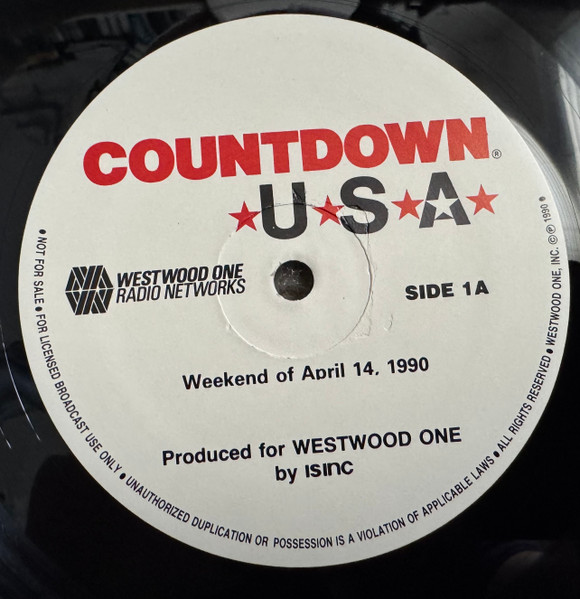 COUNTDOWN®
★U★S★A★
WESTWOOD ONE
RADIO NETWORKS
SIDE 1A
Weekend of April 14, 1990
Produced for WESTWOOD ONE
by ISINC
• NOT FOR SALE • FOR LICENSED BROADCAST USE ONLY • UNAUTHORIZED DUPLICATION OR POSSESSION IS A VIOLATION OF APPLICABLE LAWS • ALL RIGHTS RESERVED • WESTWOOD ONE, INC. © ℗ 1990 •